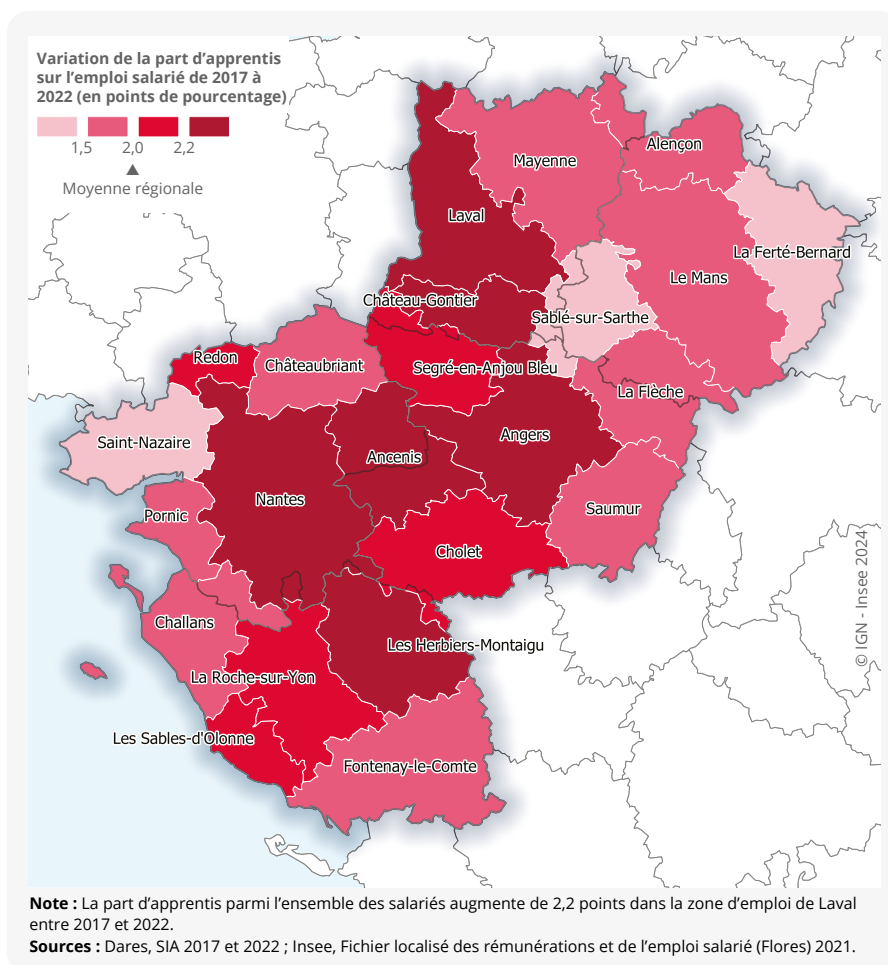 Variation de la part d’apprentis
sur l’emploi salarié de 2017 à
2022 (en points de pourcentage)
1,5 2,0 2,2
Moyenne régionale
Alençon
Mayenne
Laval
La Ferté-Bernard
Le Mans
Château-Gontier
Sablé-sur-Sarthe
Redon
Châteaubriant
Segré-en-Anjou Bleu
La Flèche
Saint-Nazaire
Angers
Ancenis
Nantes
Saumur
Pornic
Cholet
Challans
Les Herbiers-Montaigu
La Roche-sur-Yon
Les Sables-d'Olonne
Fontenay-le-Comte
© IGN - Insee 2024
Note : La part d’apprentis parmi l’ensemble des salariés augmente de 2,2 points dans la zone d’emploi de Laval
entre 2017 et 2022.
Sources : Dares, SIA 2017 et 2022 ; Insee, Fichier localisé des rémunérations et de l’emploi salarié (Flores) 2021.